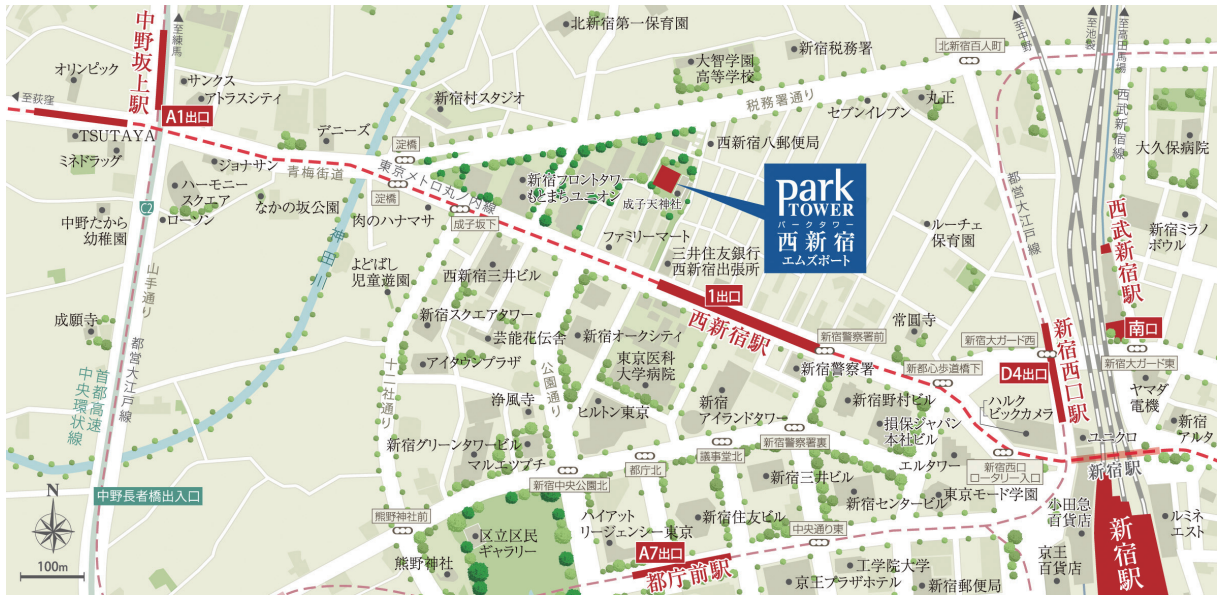 中野坂上駅
至練馬
オリンピック
サンクス
アトラスシティ
至荻窪
A1出口
TSUTAYA
ミネドラッグ
デニーズ
ジョナサン
青梅街道
ハーモニー
スクエア
なかの坂公園
C2
ローソン
中野たから
幼稚園
山手通り
成願寺
都営大江戸線
首都高速
中央環状線
中野長者橋出入口
N
100m
北新宿第一保育園
新宿税務署
大智学園
高等学校
新宿村スタジオ
税務署通り
セブンイレブン
丸正
北新宿百人町
至中野
至池袋
至高田馬場
西武新宿線
大久保病院
淀橋
淀橋
東京メトロ丸ノ内線
肉のハナマサ
成子坂下
神田川
新宿フロントタワー
もとまちユニオン
成子天神社
西新宿八郵便局
park
TOWER
パークタワー
西新宿
エムズポート
ファミリーマート
三井住友銀行
西新宿出張所
ルーチェ
保育園
都営大江戸線
西武新宿駅
新宿ミラノ
ボウル
よどばし
児童遊園
西新宿三井ビル
1出口
西新宿駅
新宿スクエアタワー
芸能花伝舎
新宿オークシティ
アイタウンプラザ
公園通り
十二社通り
東京医科
大学病院
新宿警察署前
新宿警察署
常圓寺
新都心歩道橋下
新宿大ガード西
新宿西口駅
D4出口
南口
新宿大ガード東
ヤマダ
電機
ハルク
ビックカメラ
ユニクロ
新宿
アルタ
浄風寺
ヒルトン東京
新宿
アイランドタワー
新宿野村ビル
損保ジャパン
本社ビル
新宿グリーンタワービル
マルエツプチ
新宿中央公園北
都庁北
議事堂北
新宿警察署裏
エルタワー
新宿西口
ロータリー入口
新宿駅
新宿三井ビル
新宿センタービル
東京モード学園
小田急
百貨店
熊野神社前
区立区民
ギャラリー
熊野神社
ハイアット
リージェンシー東京
新宿住友ビル
中央通り東
A7出口
都庁前駅
工学院大学
京王プラザホテル
新宿郵便局
京王
百貨店
新宿駅
ルミネ
エスト